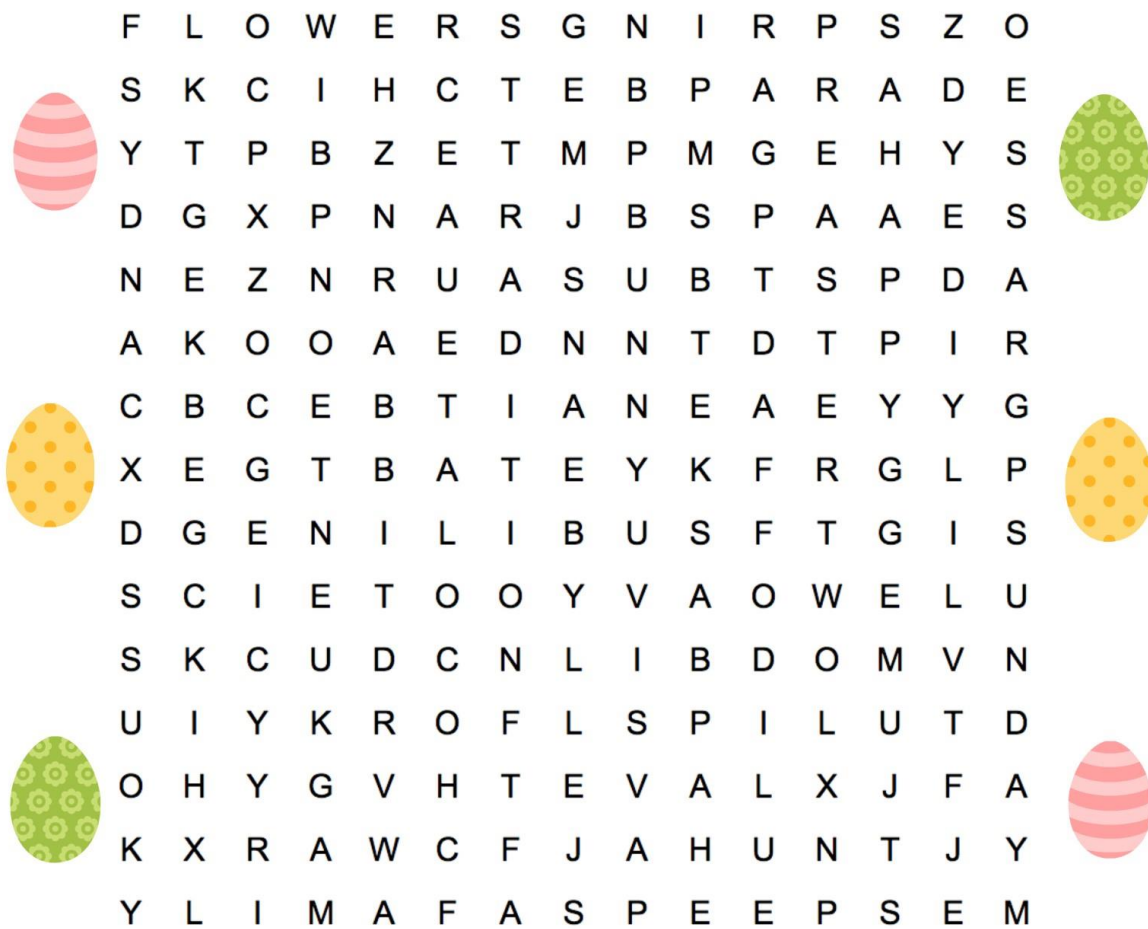 F L O W E R S G N I R P S Z O
S K C I H C T E B P A R A D E
Y T P B Z E T M P M G E H Y S
D G X P N A R J B S P A A E S
N E Z N R U A S U B T S P D A
A K O O A E D N N T D T P I R
C B C E B T I A N E A E Y Y G
X E G T B A T E Y K F R G L P
D G E N I L I B U S F T G I S
S C I E T O O Y V A O W E L U
S K C U D C N L I B D O M V N
U I Y K R O F L S P I L U T D
O H Y G V H T E V A L X J F A
K X R A W C F J A H U N T J Y
Y L I M A F A S P E E P S E M